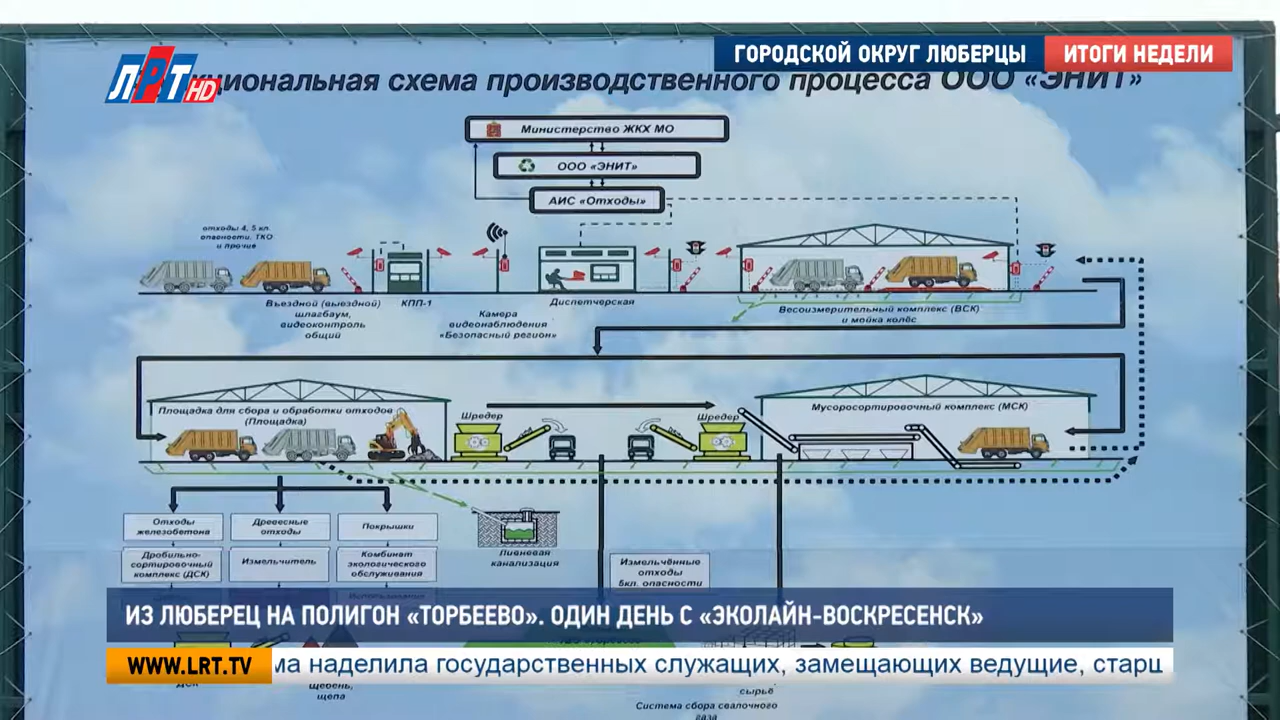 ЛРТ HD
ГОРОДСКОЙ ОКРУГ ЛЮБЕРЦЫ
ИТОГИ НЕДЕЛИ
циональная схема производственного процесса ООО «ЭНИТ»
Министерство ЖКХ МО
ООО «ЭНИТ»
АИС «Отходы»
отходы 4, 5 кл.
опасности, ТКО
и прочие
Въездной (выездной)
шлагбаум,
видеоконтроль
общий
КПП-1
Камера
видеонаблюдения
«Безопасный регион»
Диспетчерская
Весоизмерительный комплекс (ВСК)
и мойка колёс
Площадка для сбора и обработки отходов
(Площадка)
Шредер
Шредер
Мусоросортировочный комплекс (МСК)
Отходы
железобетона
Древесные
отходы
Покрышки
Дробильно-
сортировочный
комплекс (ДСК)
Измельчитель
Комбинат
экологического
обслуживания
Ливневая
канализация
Измельчённые
отходы
5кл. опасности
ИЗ ЛЮБЕРЕЦ НА ПОЛИГОН «ТОРБЕЕВО». ОДИН ДЕНЬ С «ЭКОЛАЙН-ВОСКРЕСЕНСК»
WWW.LRT.TV
ма наделила государственных служащих, замещающих ведущие, старш
щебень,
щепа
сырьё
Система сбора свалочного
газа